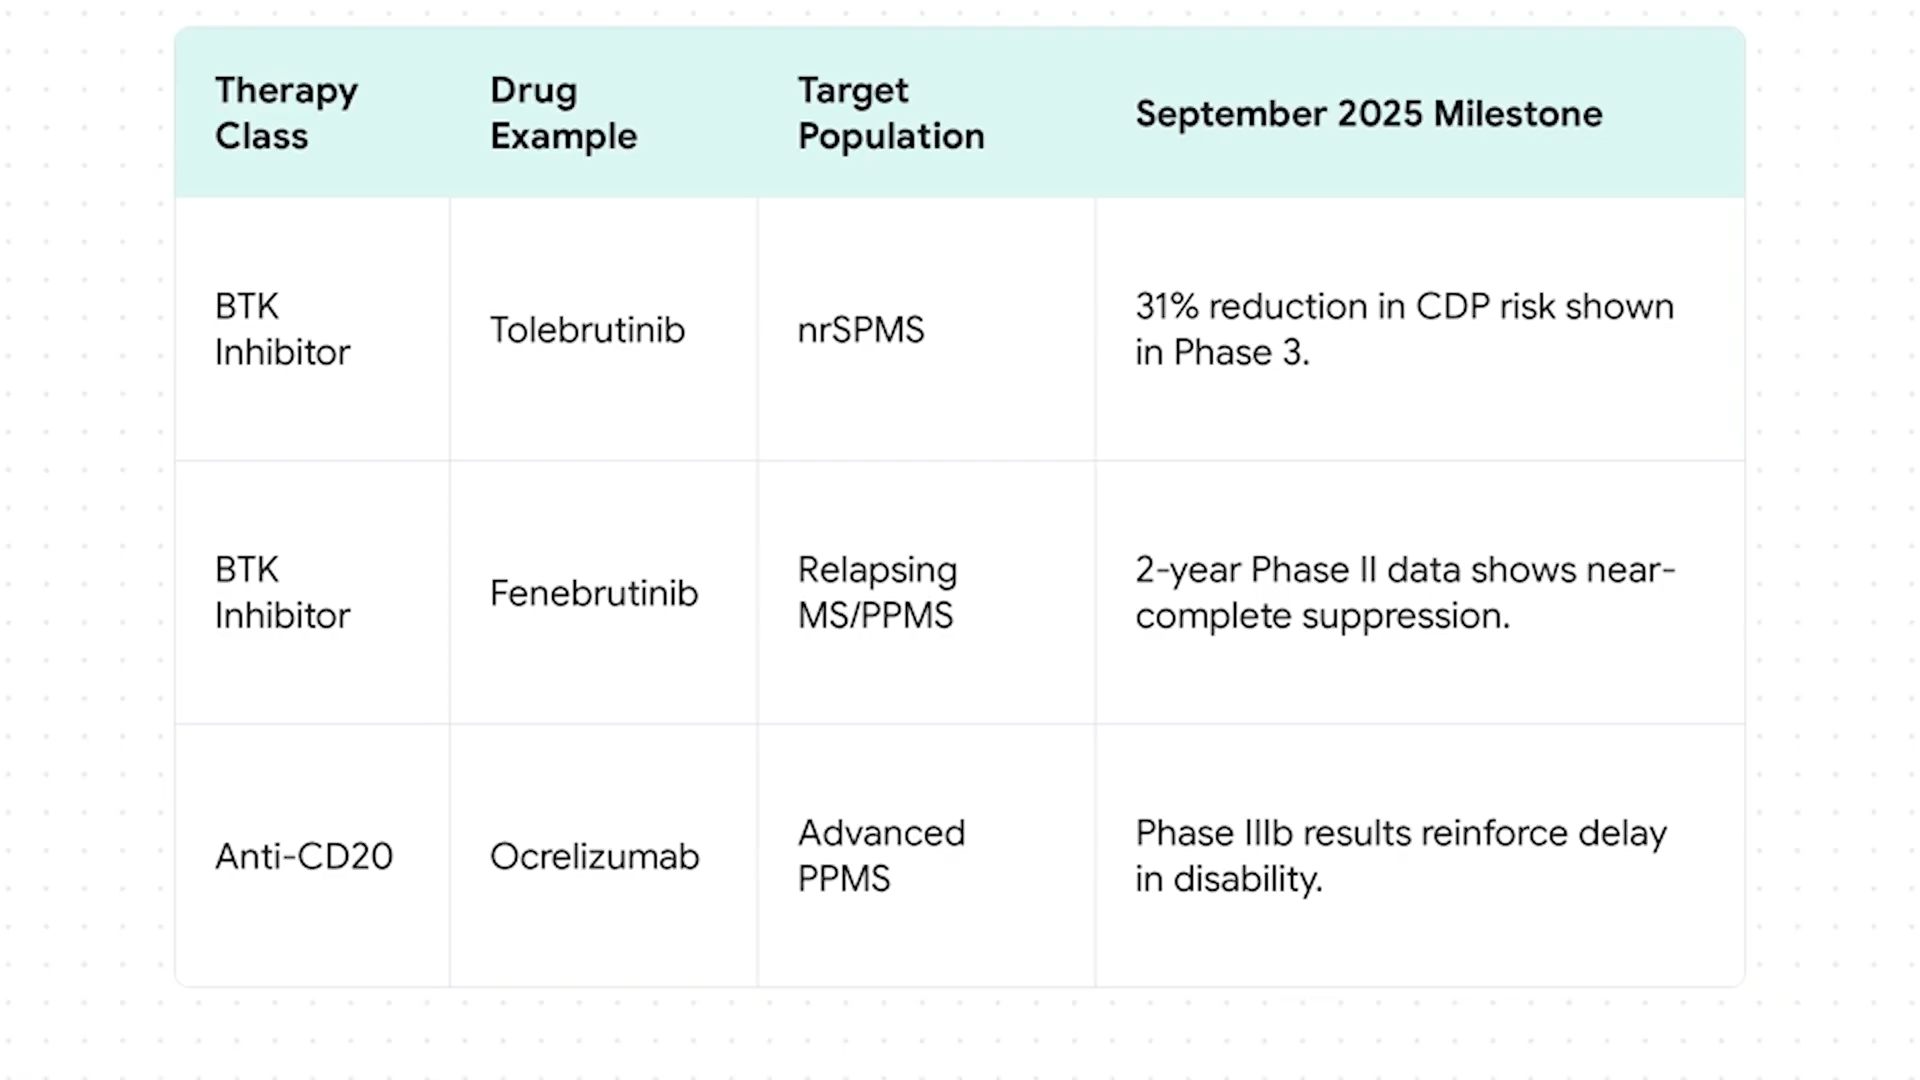 Therapy
Class
Drug
Example
Target
Population
September 2025 Milestone
BTK
Inhibitor
Tolebrutinib
nrSPMS
31% reduction in CDP risk shown
in Phase 3.
BTK
Inhibitor
Fenebrutinib
Relapsing
MS/PPMS
2-year Phase II data shows near-
complete suppression.
Anti-CD20
Ocrelizumab
Advanced
PPMS
Phase IIIb results reinforce delay
in disability.